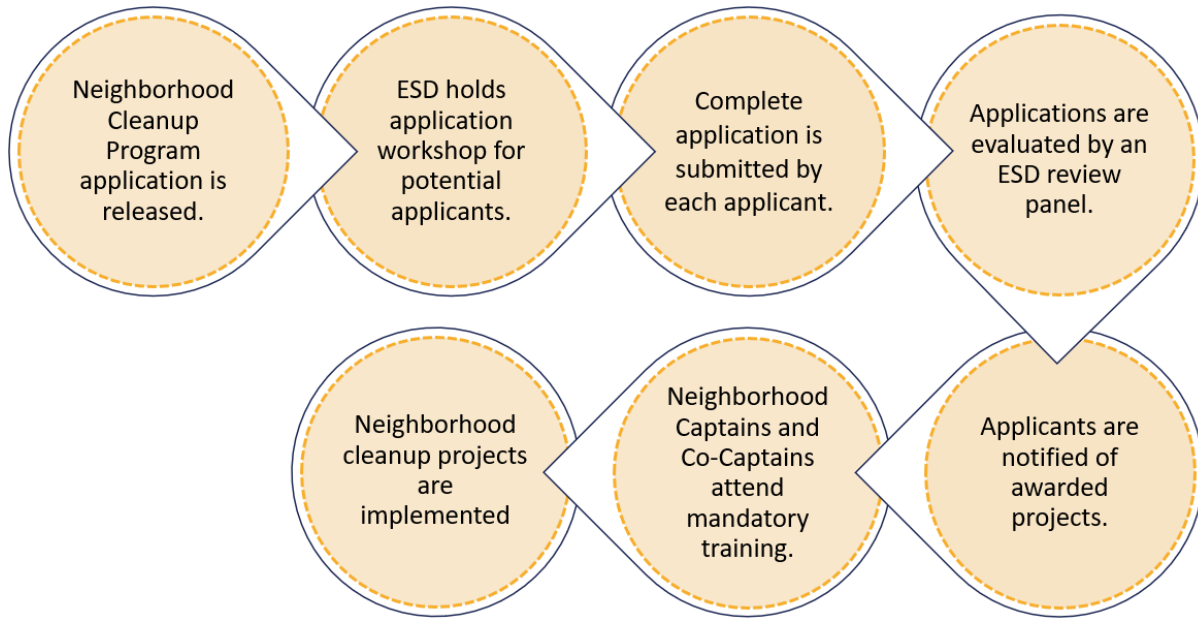 Neighborhood
Cleanup
Program
application is
released.
ESD holds
application
workshop for
potential
applicants.
Complete
application is
submitted by
each applicant.
Applications are
evaluated by an
ESD review
panel.
Applicants are
notified of
awarded
projects.
Neighborhood
Captains and
Co-Captains
attend
mandatory
training.
Neighborhood
cleanup projects
are
implemented